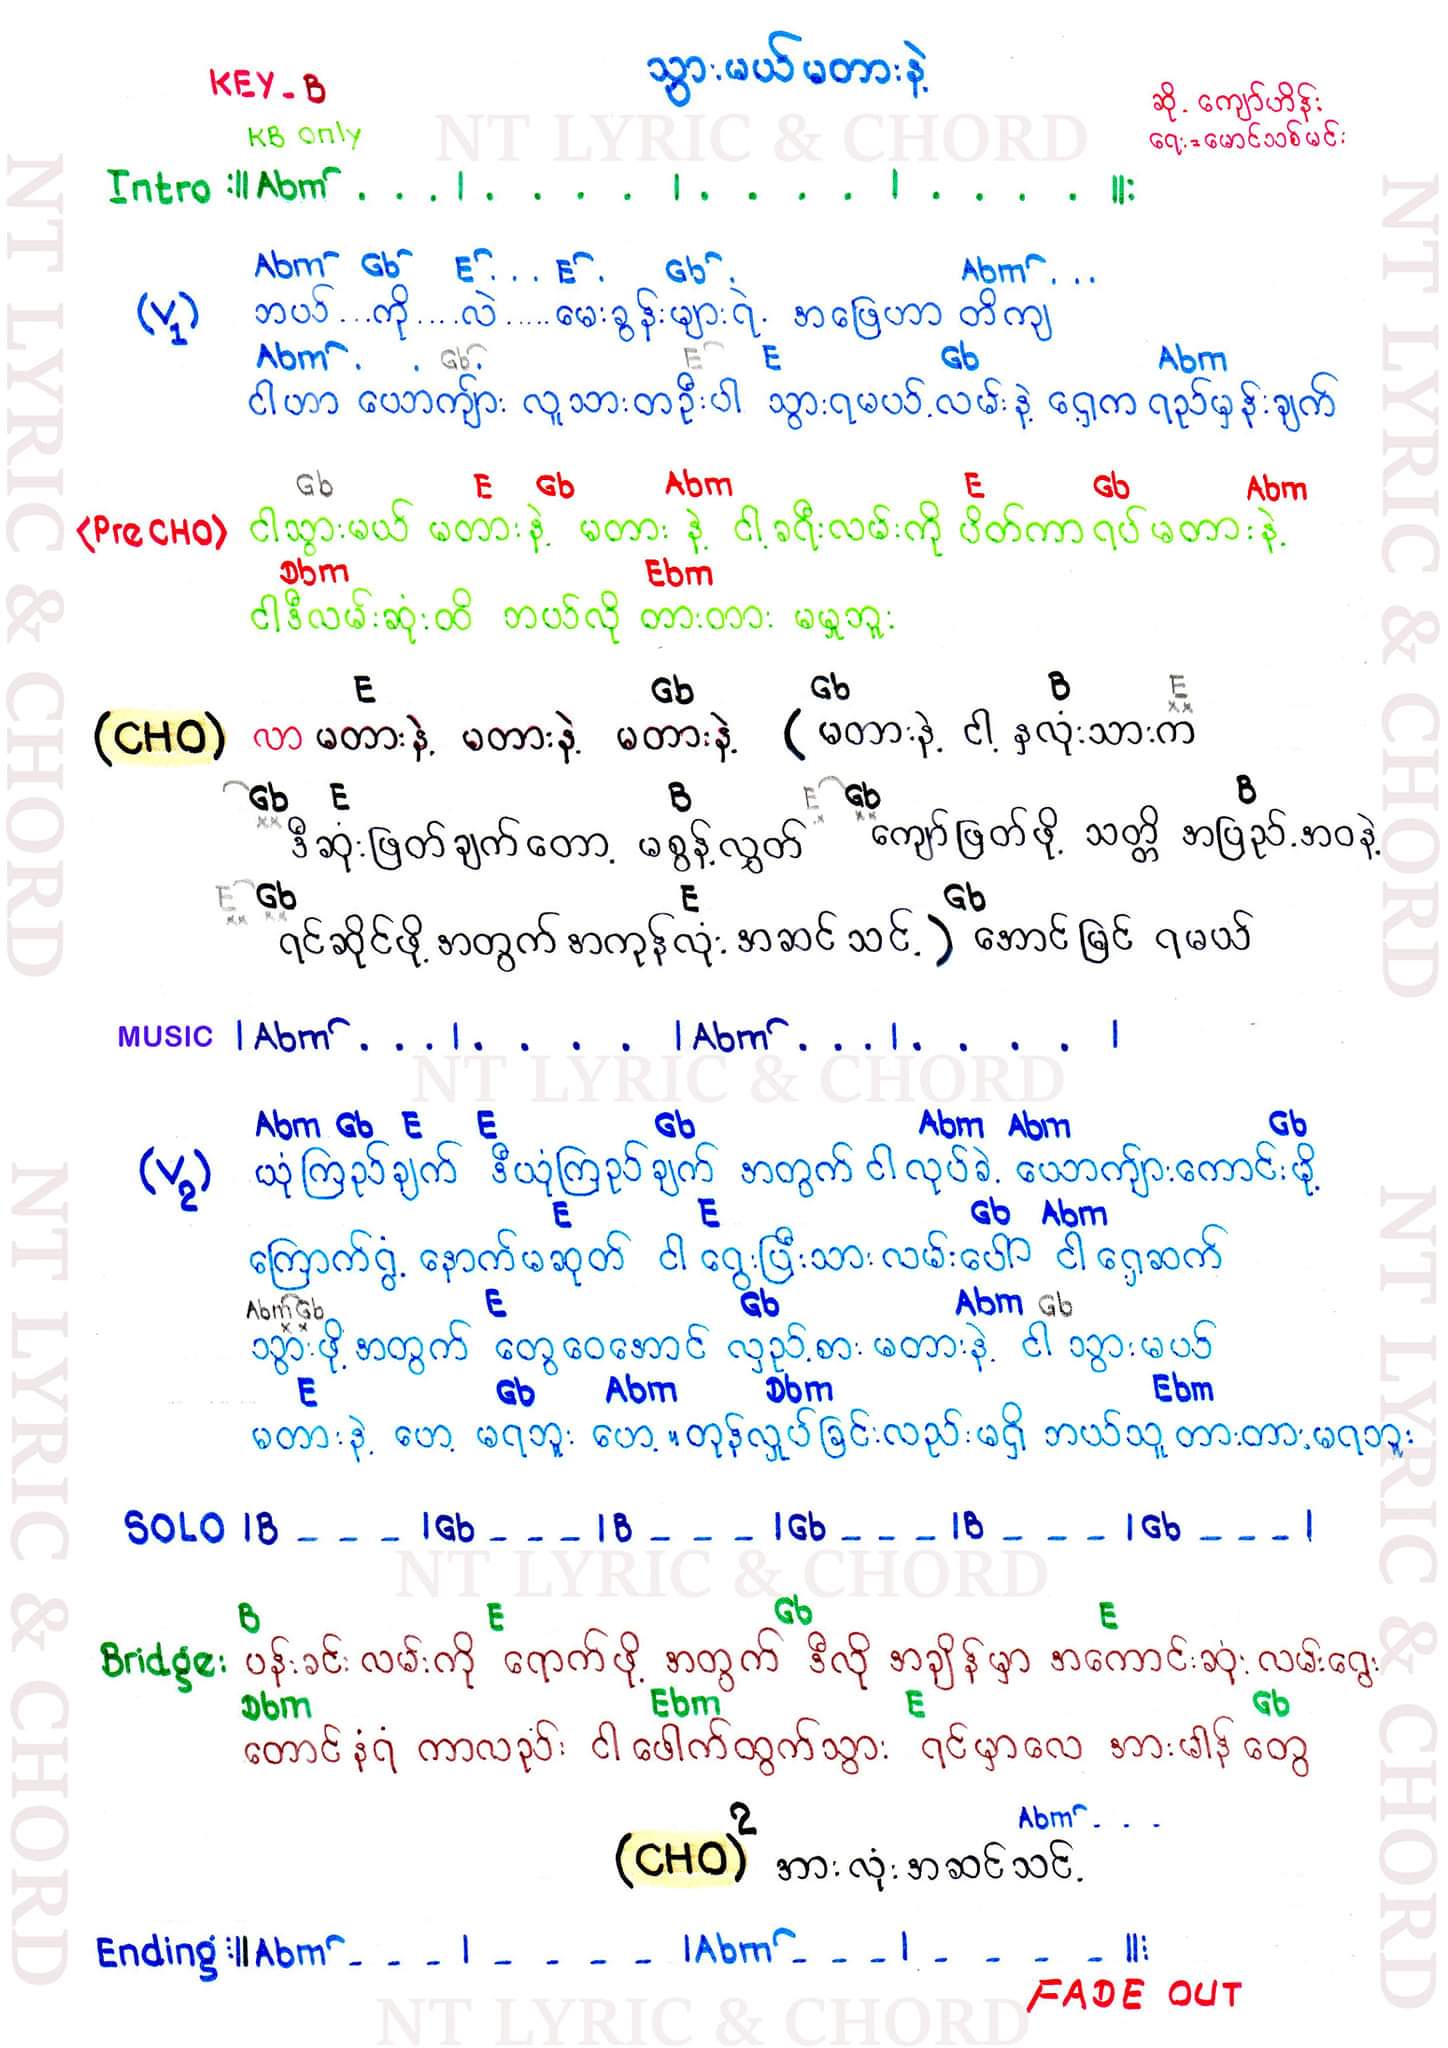 သွားမယ်မတားနဲ့
KEY - B
ဆို - ကျော်ဟိန်း
KB only
ရေး = မောင်သစ်မင်း
NT LYRIC & CHORD
Intro :|| Abm . . . | . . . . | . . . . | . . . . ||:
Abm Gb E . . . E . Gb . Abm . . .
(V1) ဘယ်...ကို....လဲ.....မေးခွန်းများရဲ့ အဖြေဟာ တိကျ
Abm . . Gb . E E Gb Abm
ငါဟာ ယောကျ်ား လူသားတဦးပါ သွားရမယ့်လမ်းနဲ့ ရှေ့က ရည်မှန်းချက်
Gb E Gb Abm E Gb Abm
<Pre CHO> ငါသွားမယ် မတားနဲ့ မတား နဲ့ ငါ့ခရီးလမ်းကို ပိတ်ကာရပ်မတားနဲ့
Dbm Ebm
ငါဒီလမ်းဆုံးထိ ဘယ်လို တားတား မမှုဘူး
E Gb Gb B E
(CHO) လာ မတားနဲ့ မတားနဲ့ မတားနဲ့ ( မတားနဲ့ ငါ့ နှလုံးသားက
Gb E B E Gb B
ဒီဆုံးဖြတ်ချက်တော့ မစွန့်လွှတ် ကျော်ဖြတ်ဖို့ သတ္တိ အပြည့်အဝနဲ့
E Gb E Gb
ရင်ဆိုင်ဖို့အတွက် အကုန်လုံး အဆင်သင့် ) အောင်မြင် ရမယ်
MUSIC | Abm . . . | . . . . | Abm . . . | . . . . |
NT LYRIC & CHORD
Abm Gb E E Gb Abm Abm Gb
(V2) ယုံကြည်ချက် ဒီယုံကြည်ချက် အတွက် ငါလုပ်ခဲ့ ယောကျ်ားကောင်းဖို့
E E Gb Abm
ကြောက်ရွံ့ နောက်မဆုတ် ငါ ရွေးပြီးသားလမ်းပေါ် ငါ ရှေ့ဆက်
Abm Gb E Gb Abm Gb
သွားဖို့အတွက် တွေဝေအောင် လှည့်စား မတားနဲ့ ငါ သွားမယ်
E Gb Abm Dbm Ebm
မတားနဲ့ ဟေ့ မရဘူး ဟေ့ " တုန်လှုပ်ခြင်းလည်းမရှိ ဘယ်သူ တားတားမရဘူး
SOLO | B _ _ _ | Gb _ _ _ | B _ _ _ | Gb _ _ _ | B _ _ _ | Gb _ _ _ |
NT LYRIC & CHORD
B E Gb E
Bridge: ပန်းခင်းလမ်းကို ရောက်ဖို့ အတွက် ဒီလို အချိန်မှာ အကောင်းဆုံး လမ်းရွေး
Dbm Ebm E Gb
တောင်နံရံ ကာလည်း ငါ ဖေါက်ထွက်သွား ရင်မှာလေ အားမါန်တွေ
Abm . . .
(CHO)2 အားလုံးအဆင်သင့်
Ending :|| Abm _ _ _ | _ _ _ _ | Abm _ _ _ | _ _ _ _ ||:
FADE OUT
NT LYRIC & CHORD
NT LYRIC & CHORD
NT LYRIC & CHORD
NT LYRIC & CHORD
NT LYRIC & CHORD